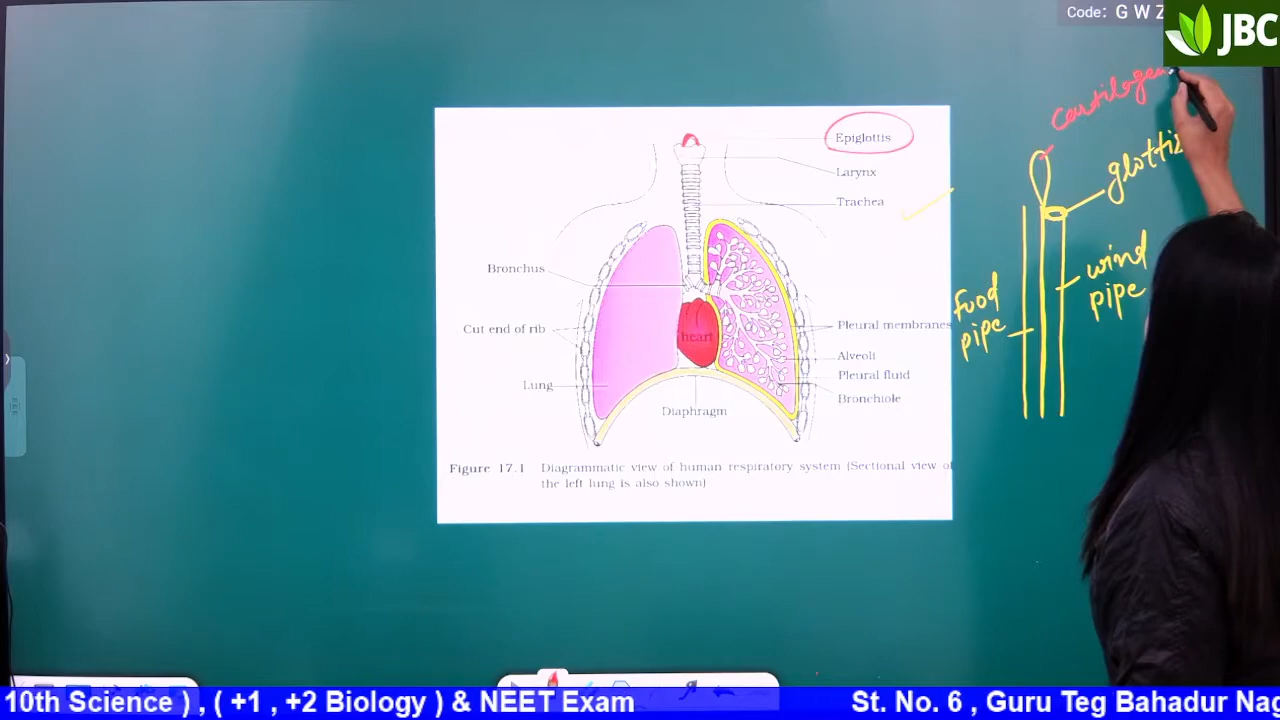 Code: G W Z
JBC
cartilogen
Epiglottis
Larynx
Trachea
glottis
Bronchus
wind
pipe
Food
pipe
Cut end of rib
heart
Pleural membranes
Alveoli
Pleural fluid
Lung
Bronchiole
Diaphragm
Figure 17.1 Diagrammatic view of human respiratory system (Sectional view of
the left lung is also shown)
10th Science ) , ( +1 , +2 Biology ) & NEET Exam St. No. 6 , Guru Teg Bahadur Nag